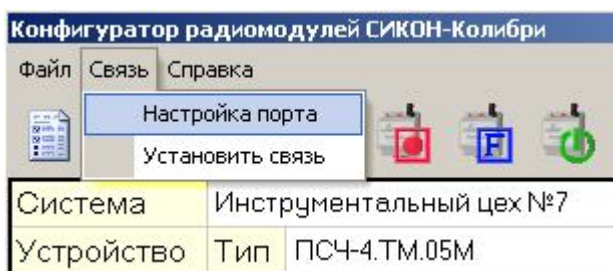 Конфигуратор радиомодулей СИКОН-Колибри
Файл Связь Справка
Настройка порта
F
Установить связь
Система Инструментальный цех №7
Устройство Тип ПСЧ-4.ТМ.05М